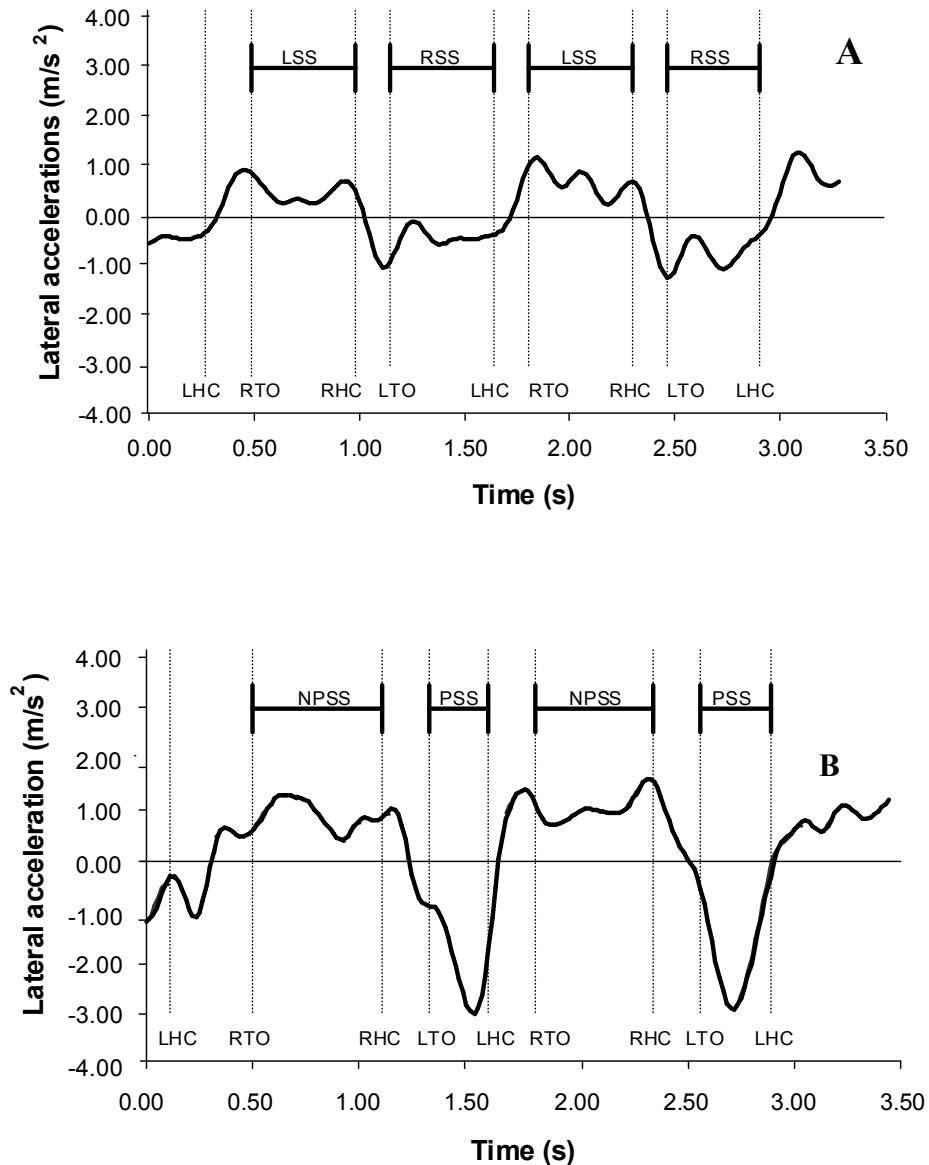 4.00
3.00
2.00
1.00
0.00
-1.00
-2.00
-3.00
-4.00
Lateral accelerations (m/s²)
LSS RSS LSS RSS
A
LHC RTO RHC LTO LHC RTO RHC LTO LHC
0.00 0.50 1.00 1.50 2.00 2.50 3.00 3.50
Time (s)
4.00
3.00
2.00
1.00
0.00
-1.00
-2.00
-3.00
-4.00
Lateral acceleration (m/s²)
NPSS PSS NPSS PSS
B
LHC RTO RHC LTO LHC RTO RHC LTO LHC
0.00 0.50 1.00 1.50 2.00 2.50 3.00 3.50
Time (s)